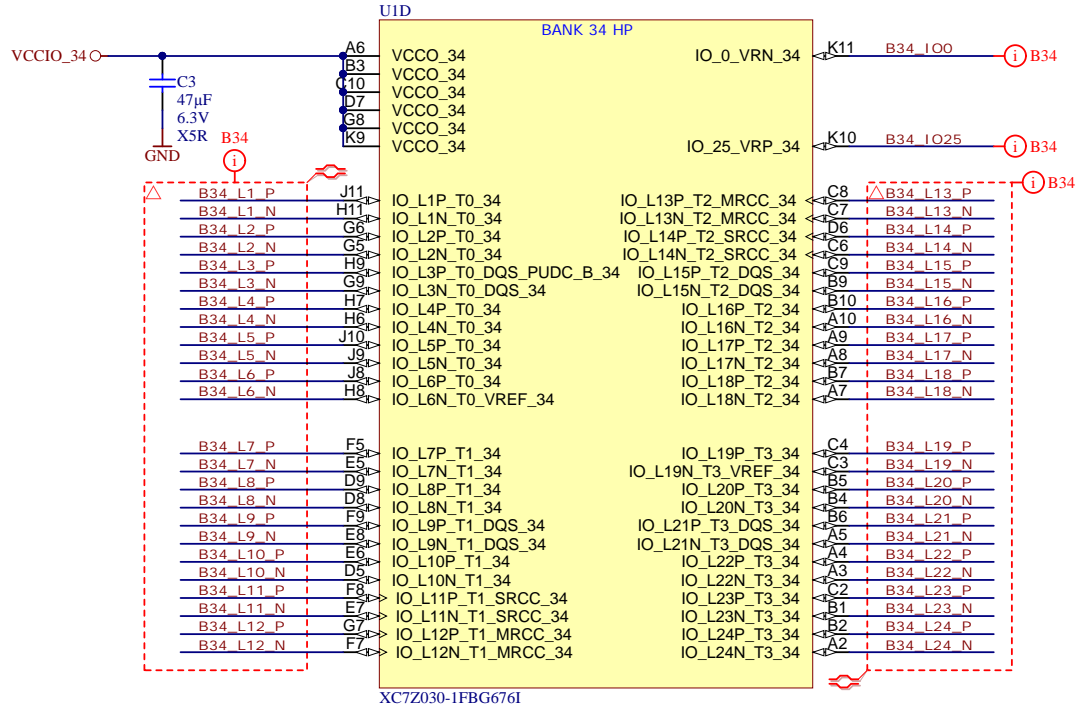 U1D
BANK 34 HP
VCCIO_34
A6 VCCO_34
B3 VCCO_34
C10 VCCO_34
D7 VCCO_34
G8 VCCO_34
K9 VCCO_34
C3
47µF
6.3V
X5R
GND
IO_0_VRN_34 K11 B34_IO0 i B34
IO_25_VRP_34 K10 B34_IO25 i B34
B34
i
i B34
B34_L1_P J11 IO_L1P_T0_34
B34_L1_N H11 IO_L1N_T0_34
B34_L2_P G6 IO_L2P_T0_34
B34_L2_N G5 IO_L2N_T0_34
B34_L3_P H9 IO_L3P_T0_DQS_PUDC_B_34
B34_L3_N G9 IO_L3N_T0_DQS_34
B34_L4_P H7 IO_L4P_T0_34
B34_L4_N H6 IO_L4N_T0_34
B34_L5_P J10 IO_L5P_T0_34
B34_L5_N J9 IO_L5N_T0_34
B34_L6_P J8 IO_L6P_T0_34
B34_L6_N H8 IO_L6N_T0_VREF_34
B34_L7_P F5 IO_L7P_T1_34
B34_L7_N E5 IO_L7N_T1_34
B34_L8_P D9 IO_L8P_T1_34
B34_L8_N D8 IO_L8N_T1_34
B34_L9_P F9 IO_L9P_T1_DQS_34
B34_L9_N E8 IO_L9N_T1_DQS_34
B34_L10_P E6 IO_L10P_T1_34
B34_L10_N D5 IO_L10N_T1_34
B34_L11_P F8 IO_L11P_T1_SRCC_34
B34_L11_N E7 IO_L11N_T1_SRCC_34
B34_L12_P G7 IO_L12P_T1_MRCC_34
B34_L12_N F7 IO_L12N_T1_MRCC_34
IO_L13P_T2_MRCC_34 C8 B34_L13_P
IO_L13N_T2_MRCC_34 C7 B34_L13_N
IO_L14P_T2_SRCC_34 D6 B34_L14_P
IO_L14N_T2_SRCC_34 C6 B34_L14_N
IO_L15P_T2_DQS_34 C9 B34_L15_P
IO_L15N_T2_DQS_34 B9 B34_L15_N
IO_L16P_T2_34 B10 B34_L16_P
IO_L16N_T2_34 A10 B34_L16_N
IO_L17P_T2_34 A9 B34_L17_P
IO_L17N_T2_34 A8 B34_L17_N
IO_L18P_T2_34 B7 B34_L18_P
IO_L18N_T2_34 A7 B34_L18_N
IO_L19P_T3_34 C4 B34_L19_P
IO_L19N_T3_VREF_34 C3 B34_L19_N
IO_L20P_T3_34 B5 B34_L20_P
IO_L20N_T3_34 B4 B34_L20_N
IO_L21P_T3_DQS_34 B6 B34_L21_P
IO_L21N_T3_DQS_34 A5 B34_L21_N
IO_L22P_T3_34 A4 B34_L22_P
IO_L22N_T3_34 A3 B34_L22_N
IO_L23P_T3_34 C2 B34_L23_P
IO_L23N_T3_34 B1 B34_L23_N
IO_L24P_T3_34 B2 B34_L24_P
IO_L24N_T3_34 A2 B34_L24_N
XC7Z030-1FBG676I